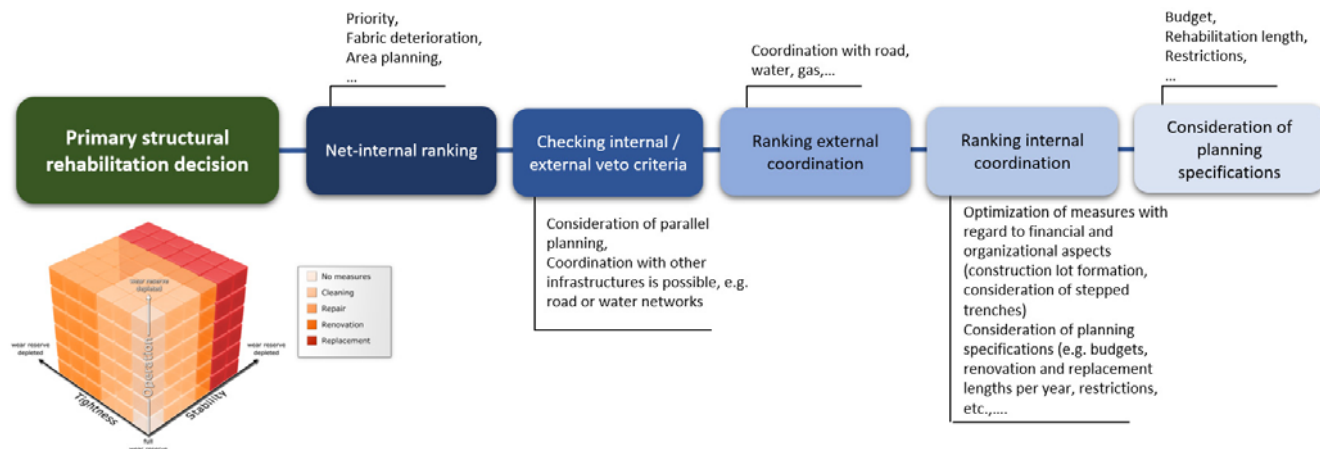 Priority,
Fabric deterioration,
Area planning,
...
Coordination with road,
water, gas,...
Budget,
Rehabilitation length,
Restrictions,
...
Primary structural
rehabilitation decision
Net-internal ranking
Checking internal /
external veto criteria
Ranking external
coordination
Ranking internal
coordination
Consideration of
planning
specifications
Consideration of parallel
planning,
Coordination with other
infrastructures is possible, e.g.
road or water networks
Optimization of measures with
regard to financial and
organizational aspects
(construction lot formation,
consideration of stepped
trenches)
Consideration of planning
specifications (e.g. budgets,
renovation and replacement
lengths per year, restrictions,
etc.,....
No measures
Cleaning
Repair
Renovation
Replacement
wear reserve
depleted
wear reserve
depleted
wear reserve
depleted
Operation
Tightness
Stability
full